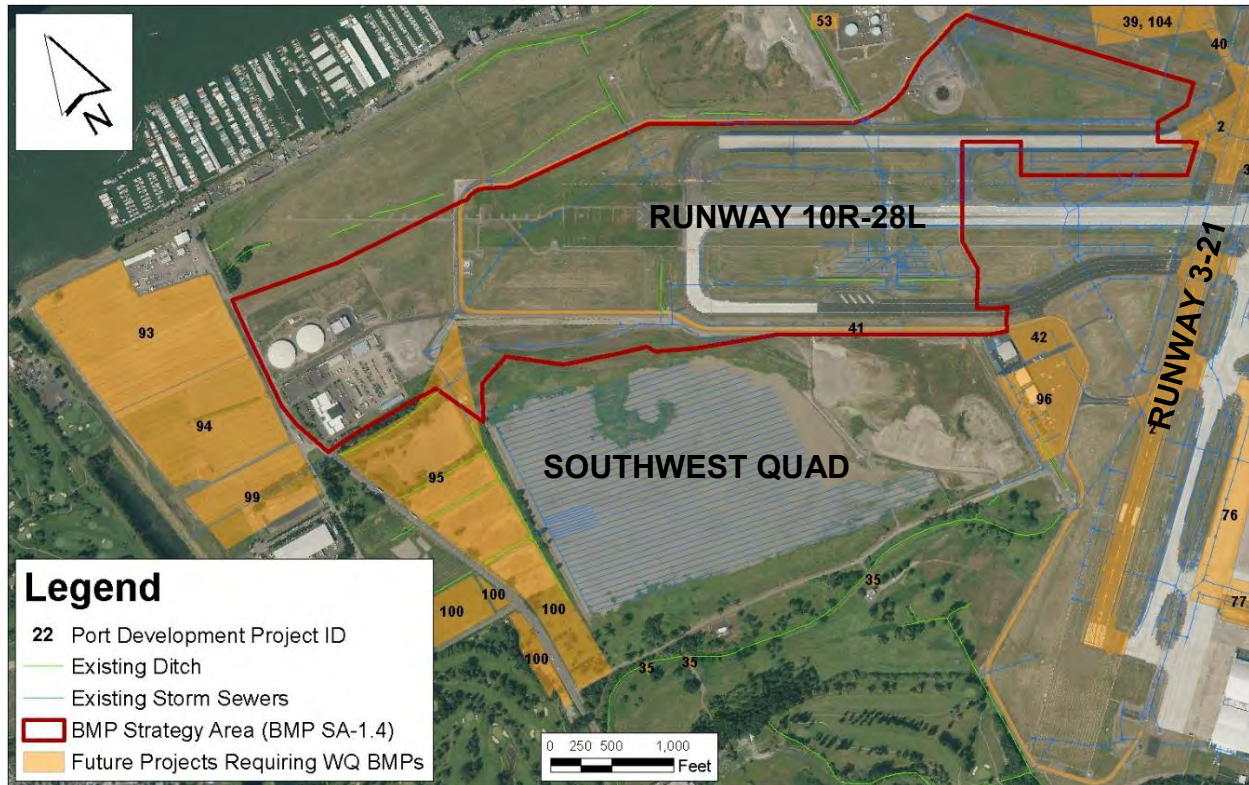 N
53
39, 104
40
2
3
RUNWAY 10R-28L
RUNWAY 3-21
41
42
96
2
93
94
99
95
SOUTHWEST QUAD
76
77
100
100
100
100
35
35
35
Legend
22 Port Development Project ID
Existing Ditch
Existing Storm Sewers
BMP Strategy Area (BMP SA-1.4)
Future Projects Requiring WQ BMPs
0 250 500 1,000
Feet